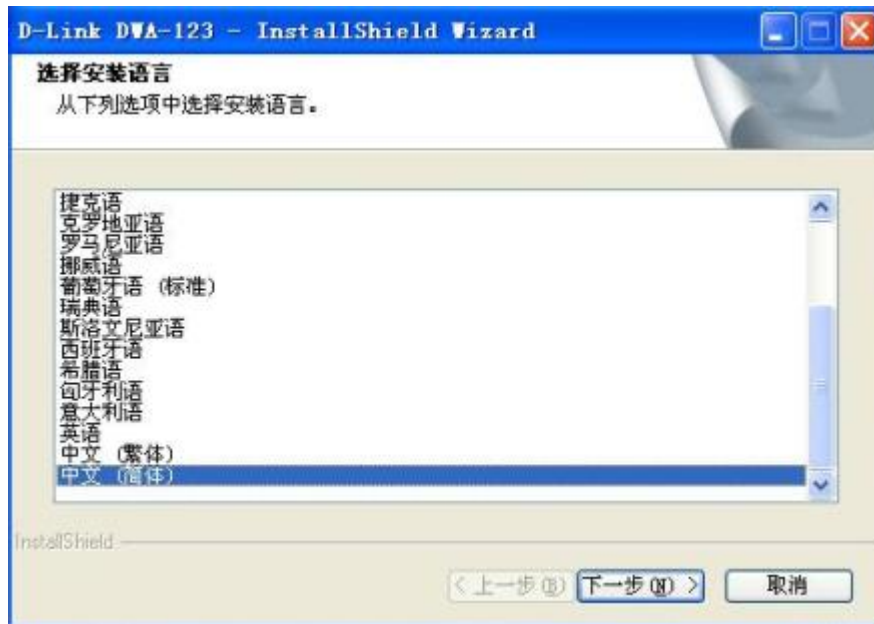 D-Link DWA-123 - InstallShield Wizard
选择安装语言
从下列选项中选择安装语言。
捷克语
克罗地亚语
罗马尼亚语
挪威语
葡萄牙语 (标准)
瑞典语
斯洛文尼亚语
西班牙语
希腊语
匈牙利语
意大利语
英语
中文 (繁体)
中文 (简体)
InstallShield
< 上一步(B) 下一步(N) > 取消